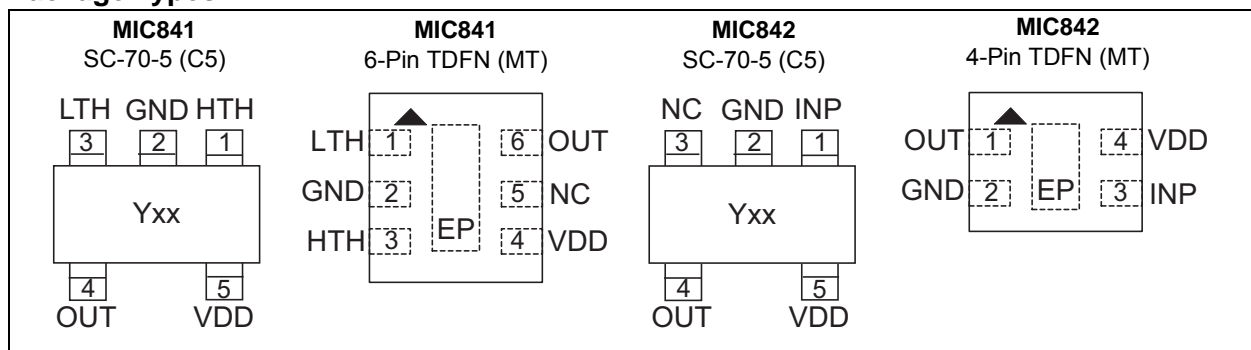 MIC841
SC-70-5 (C5)
LTH GND HTH
3 2 1
Yxx
4 5
OUT VDD
MIC841
6-Pin TDFN (MT)
LTH 1 6 OUT
GND 2 5 NC
HTH 3 EP 4 VDD
MIC842
SC-70-5 (C5)
NC GND INP
3 2 1
Yxx
4 5
OUT VDD
MIC842
4-Pin TDFN (MT)
OUT 1 4 VDD
GND 2 EP 3 INP